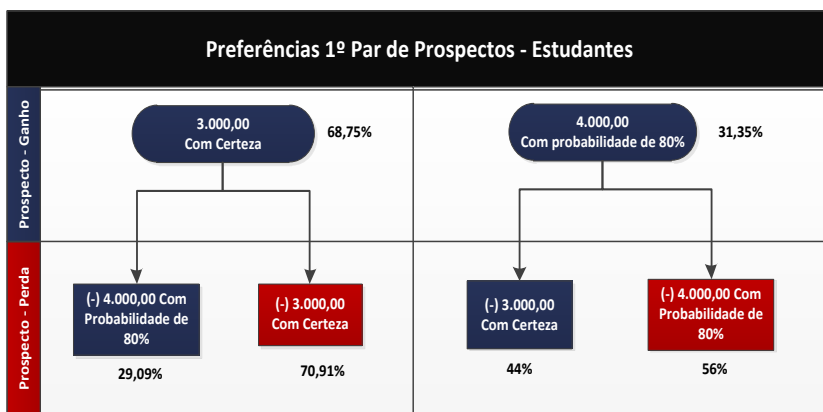 Preferências 1º Par de Prospectos - Estudantes
Prospecto - Ganho
3.000,00
Com Certeza
68,75%
4.000,00
Com probabilidade de 80%
31,35%
Prospecto - Perda
(-) 4.000,00 Com
Probabilidade de
80%
29,09%
(-) 3.000,00
Com Certeza
70,91%
(-) 3.000,00
Com Certeza
44%
(-) 4.000,00 Com
Probabilidade de
80%
56%